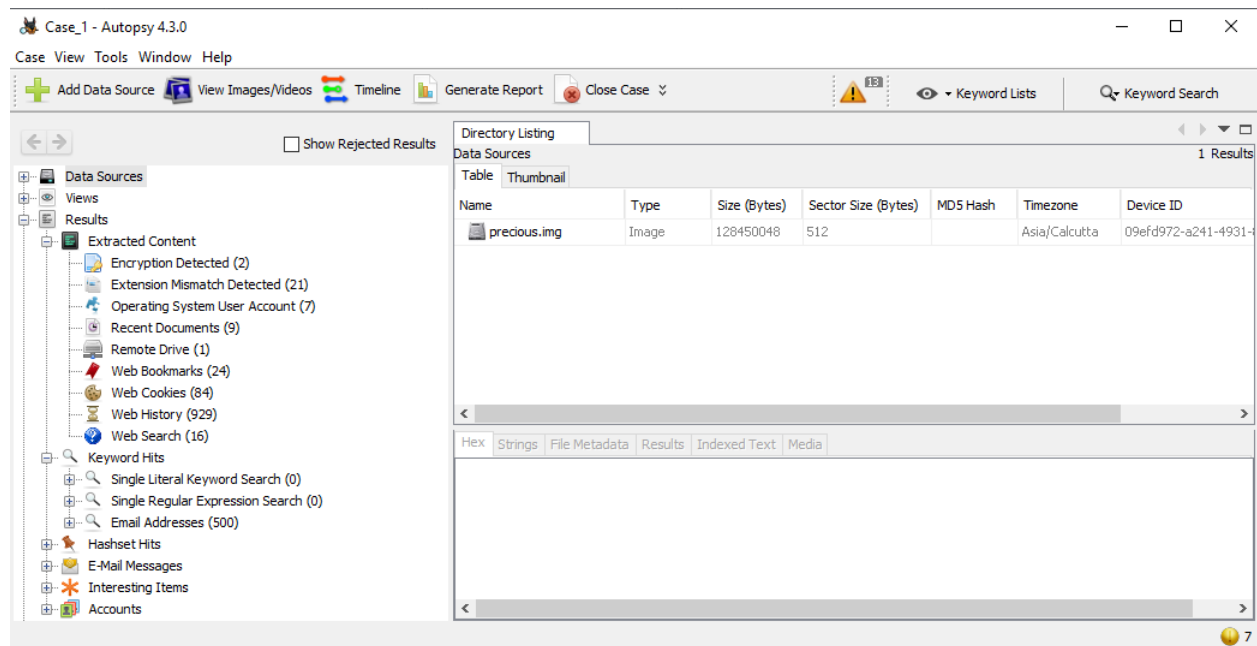 Case_1 - Autopsy 4.3.0
Case View Tools Window Help
Add Data Source View Images/Videos Timeline Generate Report Close Case 13 Keyword Lists Keyword Search
Show Rejected Results
Data Sources
Views
Results
Extracted Content
Encryption Detected (2)
Extension Mismatch Detected (21)
Operating System User Account (7)
Recent Documents (9)
Remote Drive (1)
Web Bookmarks (24)
Web Cookies (84)
Web History (929)
Web Search (16)
Keyword Hits
Single Literal Keyword Search (0)
Single Regular Expression Search (0)
Email Addresses (500)
Hashset Hits
E-Mail Messages
Interesting Items
Accounts
Directory Listing
Data Sources 1 Results
Table Thumbnail
Name Type Size (Bytes) Sector Size (Bytes) MD5 Hash Timezone Device ID
precious.img Image 128450048 512 Asia/Calcutta 09efd972-a241-4931-
Hex Strings File Metadata Results Indexed Text Media
7